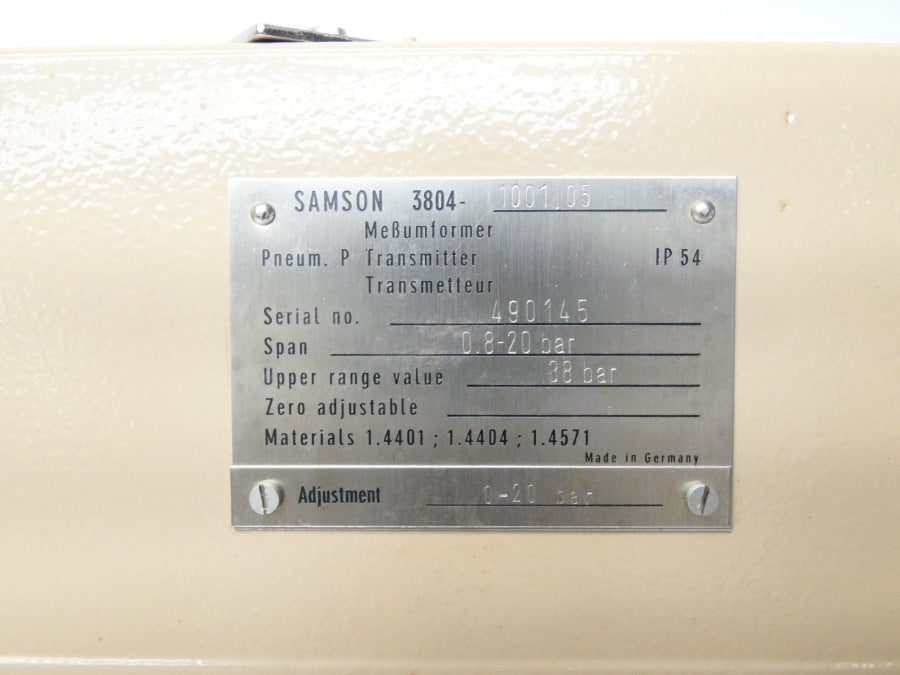 SAMSON 3804- 1001.05
Meßumformer
Pneum. P Transmitter IP 54
Transmetteur
Serial no. 490145
Span 0.8-20 bar
Upper range value 38 bar
Zero adjustable
Materials 1.4401 ; 1.4404 ; 1.4571
Made in Germany
Adjustment 0-20 bar